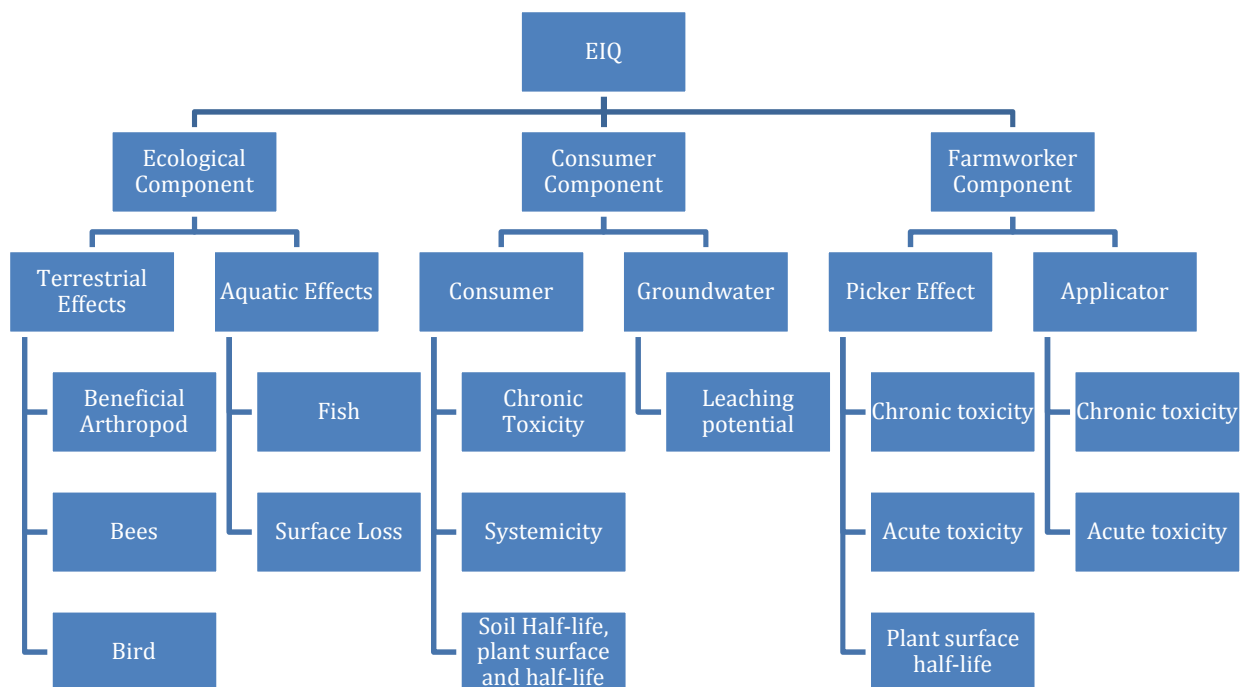 EIQ
Ecological
Component
Consumer
Component
Farmworker
Component
Terrestrial
Effects
Aquatic Effects
Consumer
Groundwater
Picker Effect
Applicator
Beneficial
Arthropod
Fish
Chronic
Toxicity
Leaching
potential
Chronic toxicity
Chronic toxicity
Bees
Surface Loss
Systemicity
Acute toxicity
Acute toxicity
Bird
Soil Half-life,
plant surface
and half-life
Plant surface
half-life